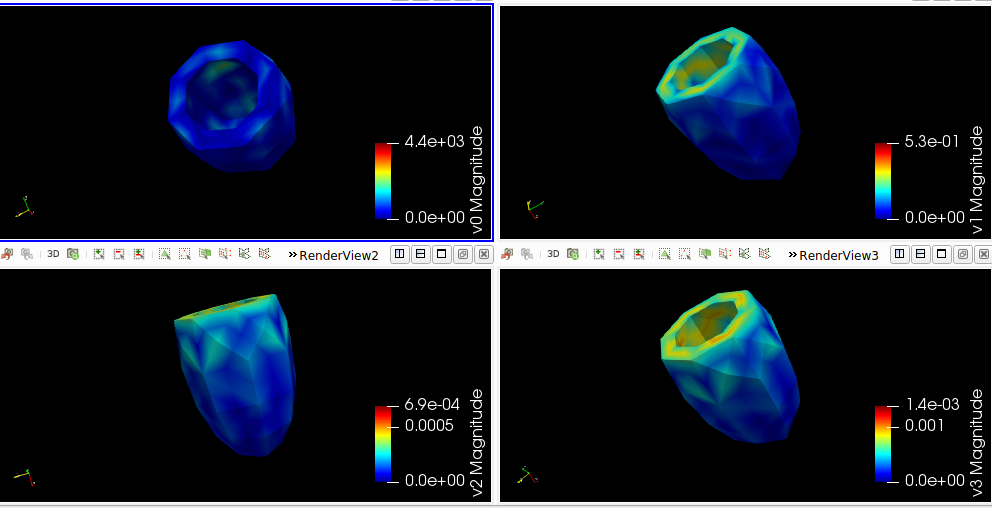 4.4e+03
0.0e+00
v0 Magnitude
5.3e-01
0.0e+00
v1 Magnitude
3D
»RenderView2
3D
»RenderView3
6.9e-04
0.0005
0.0e+00
v2 Magnitude
1.4e-03
0.001
0.0e+00
v3 Magnitude